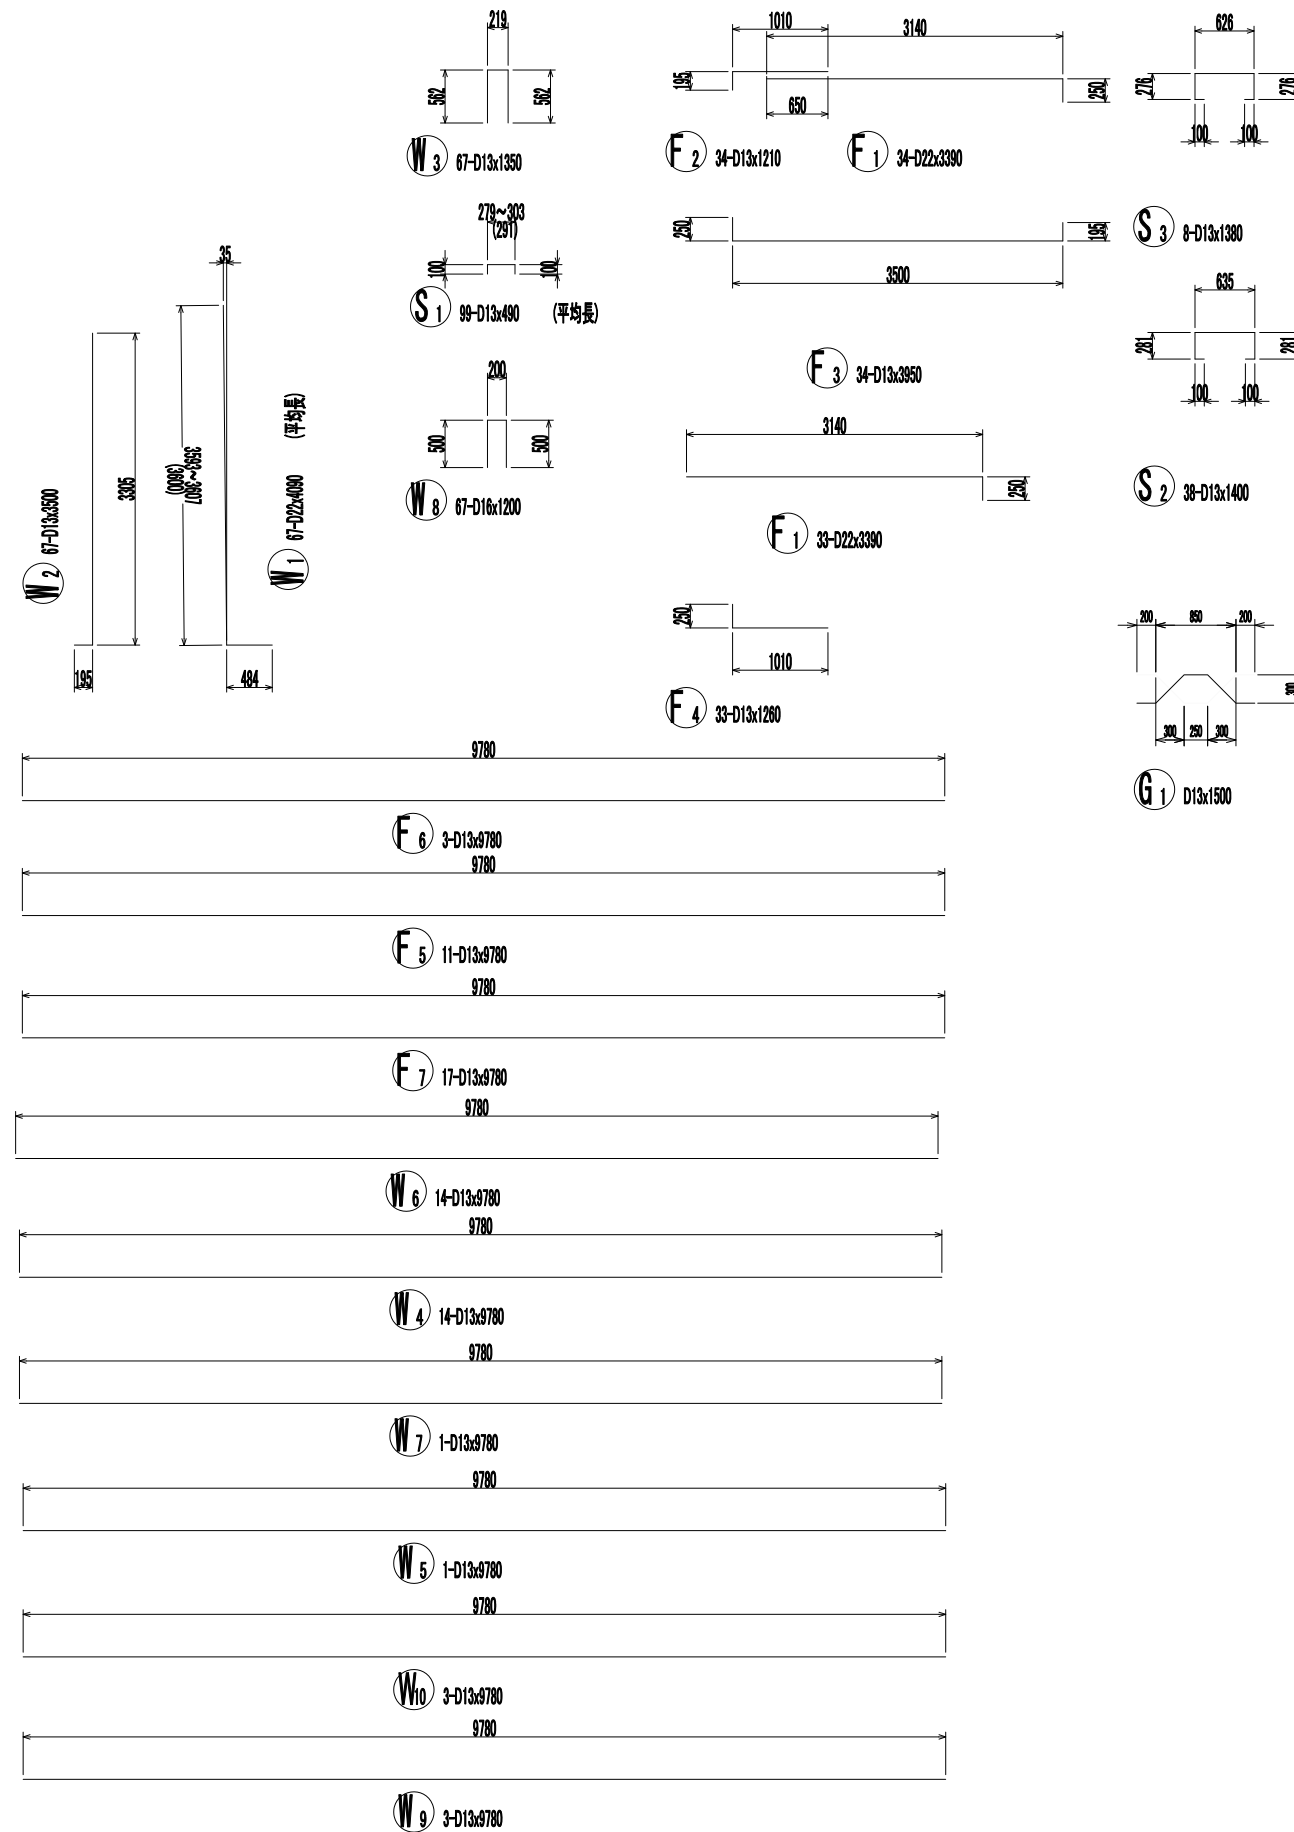 219
562
562
W3 67-D13x1350
279~303
(291)
100
100
S1 99-D13x490 (平均長)
200
500
500
W8 67-D16x1200
35
3305
195
W2 67-D13x3500
3593~3607
(3600)
484
W1 67-D22x4090 (平均長)
1010
3140
195
250
650
F2 34-D13x1210
F1 34-D22x3390
250
195
3500
F3 34-D13x3950
3140
250
F1 33-D22x3390
250
1010
F4 33-D13x1260
626
276
276
100
100
S3 8-D13x1380
635
281
281
100
100
S2 38-D13x1400
200
850
200
300
300
250
300
G1 D13x1500
9780
F6 3-D13x9780
9780
F5 11-D13x9780
9780
F7 17-D13x9780
9780
W6 14-D13x9780
9780
W4 14-D13x9780
9780
W7 1-D13x9780
9780
W5 1-D13x9780
9780
W10 3-D13x9780
9780
W9 3-D13x9780